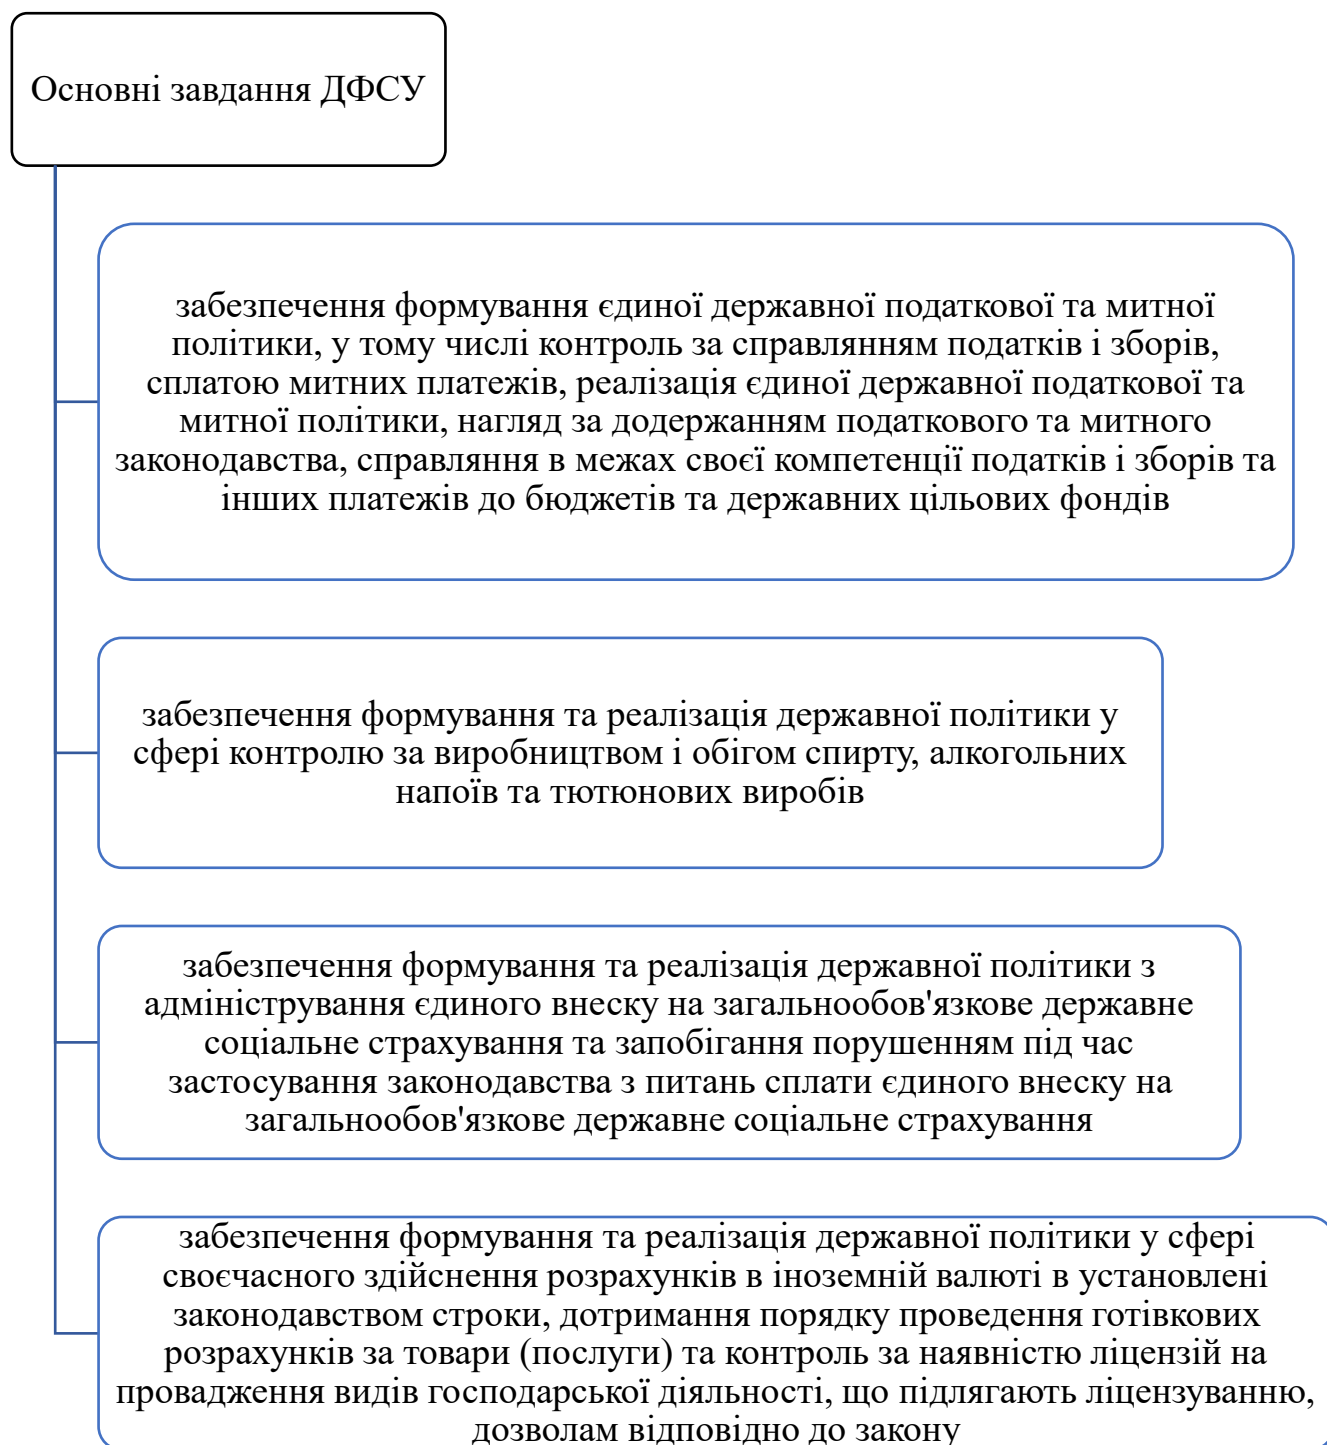 Основні завдання ДФСУ
забезпечення формування єдиної державної податкової та митної
політики, у тому числі контроль за справлянням податків і зборів,
сплатою митних платежів, реалізація єдиної державної податкової та
митної політики, нагляд за додержанням податкового та митного
законодавства, справляння в межах своєї компетенції податків і зборів та
інших платежів до бюджетів та державних цільових фондів
забезпечення формування та реалізація державної політики у
сфері контролю за виробництвом і обігом спирту, алкогольних
напоїв та тютюнових виробів
забезпечення формування та реалізація державної політики з
адміністрування єдиного внеску на загальнообов'язкове державне
соціальне страхування та запобігання порушенням під час
застосування законодавства з питань сплати єдиного внеску на
загальнообов'язкове державне соціальне страхування
забезпечення формування та реалізація державної політики у сфері
своєчасного здійснення розрахунків в іноземній валюті в установлені
законодавством строки, дотримання порядку проведення готівкових
розрахунків за товари (послуги) та контроль за наявністю ліцензій на
провадження видів господарської діяльності, що підлягають ліцензуванню,
дозволам відповідно до закону